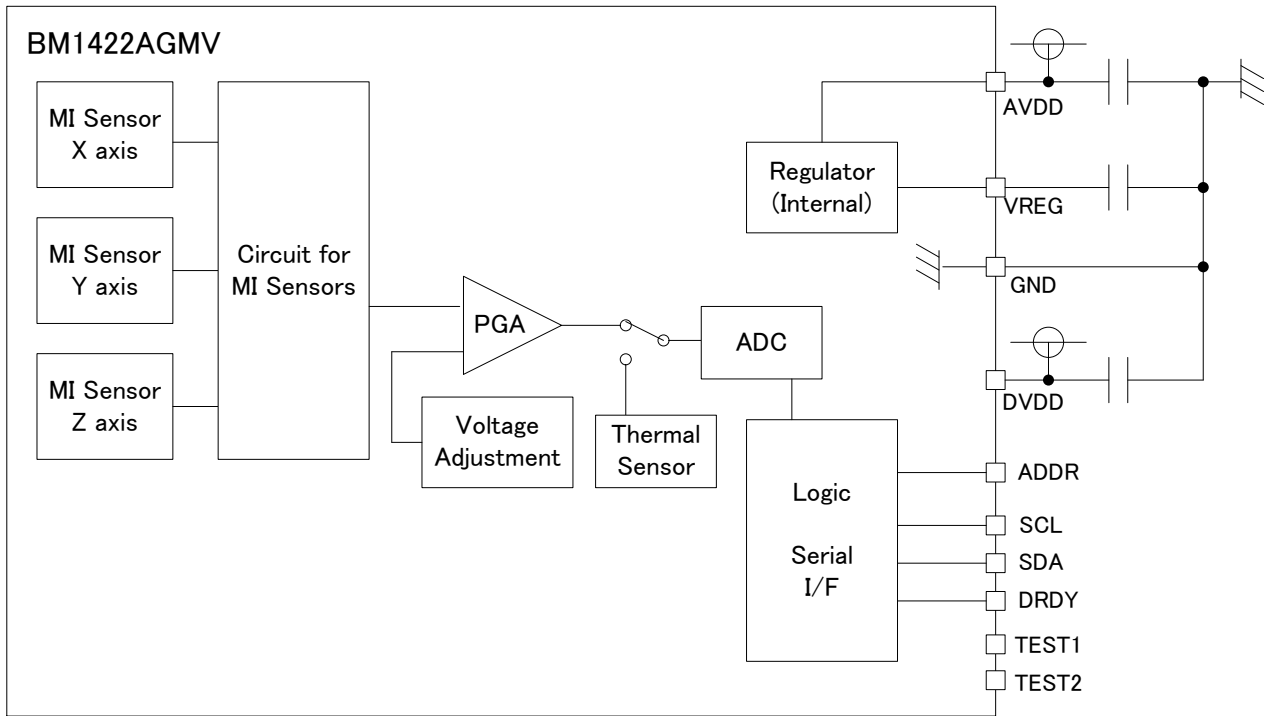 BM1422AGMV
MI Sensor
X axis
MI Sensor
Y axis
MI Sensor
Z axis
Circuit for
MI Sensors
PGA
Voltage
Adjustment
Thermal
Sensor
ADC
Regulator
(Internal)
Logic
Serial
I/F
AVDD
VREG
GND
DVDD
ADDR
SCL
SDA
DRDY
TEST1
TEST2